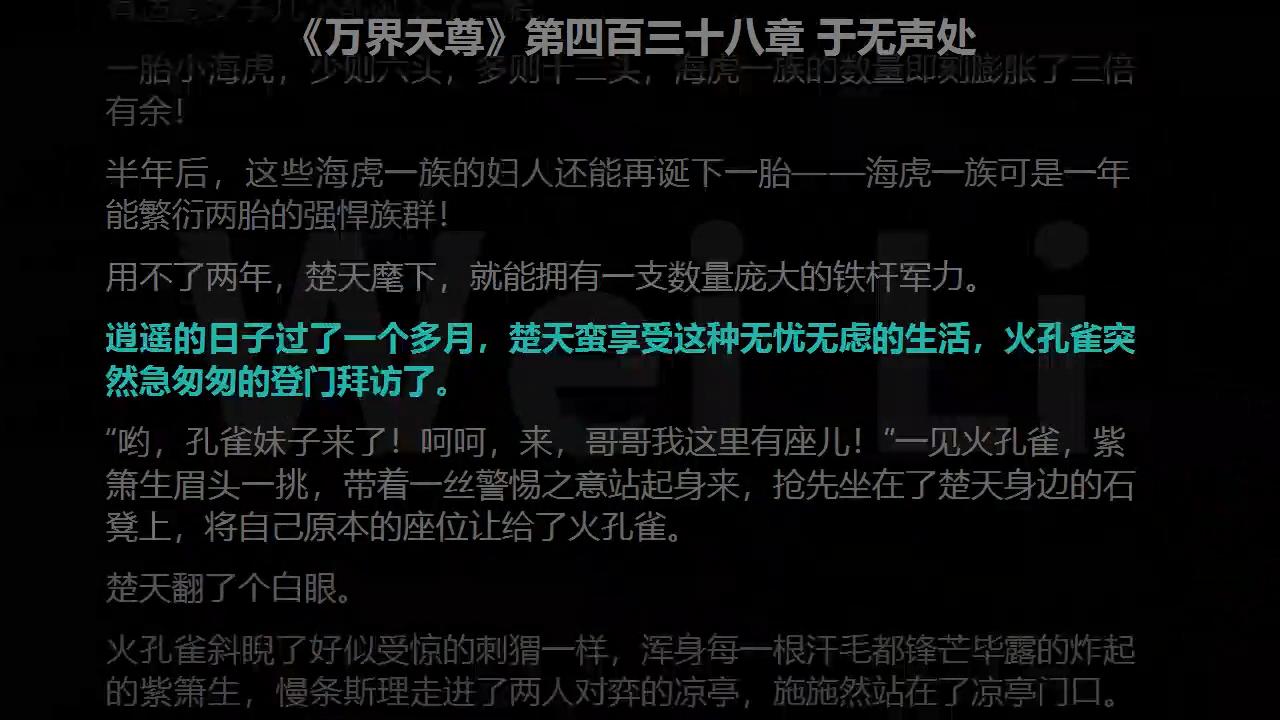 《万界天尊》第四百三十八章 于无声处
一胎小海虎，少则六头，多则十二头，海虎一族的数量即刻膨胀了三倍
有余！
半年后，这些海虎一族的妇人还能再诞下一胎——海虎一族可是一年
能繁衍两胎的强悍族群！
用不了两年，楚天麾下，就能拥有一支数量庞大的铁杆军力。
逍遥的日子过了一个多月，楚天蛮享受这种无忧无虑的生活，火孔雀突
然急匆匆的登门拜访了。
“哟，孔雀妹子来了！呵呵，来，哥哥我这里有座儿！”一见火孔雀，紫
箫生眉头一挑，带着一丝警惕之意站起身来，抢先坐在了楚天身边的石
凳上，将自己原本的座位让给了火孔雀。
楚天翻了个白眼。
火孔雀斜睨了好似受惊的刺猬一样，浑身每一根汗毛都锋芒毕露的炸起
的紫箫生，慢条斯理走进了两人对弈的凉亭，施施然站在了凉亭门口。
Wei Li